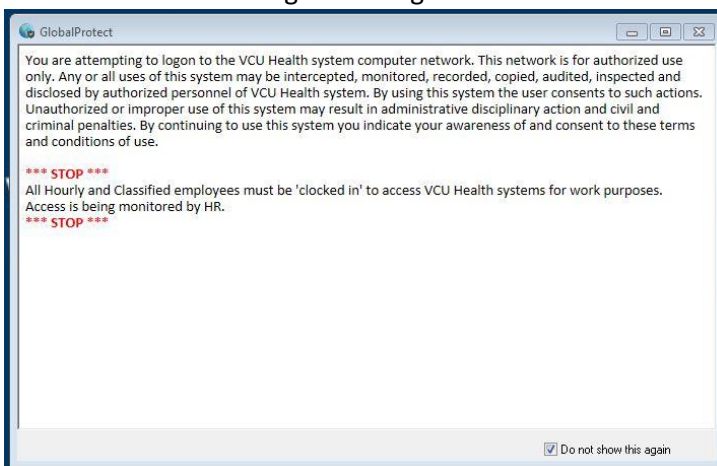 GlobalProtect
You are attempting to logon to the VCU Health system computer network. This network is for authorized use
only. Any or all uses of this system may be intercepted, monitored, recorded, copied, audited, inspected and
disclosed by authorized personnel of VCU Health system. By using this system the user consents to such actions.
Unauthorized or improper use of this system may result in administrative disciplinary action and civil and
criminal penalties. By continuing to use this system you indicate your awareness of and consent to these terms
and conditions of use.
*** STOP ***
All Hourly and Classified employees must be 'clocked in' to access VCU Health systems for work purposes.
Access is being monitored by HR.
*** STOP ***
Do not show this again